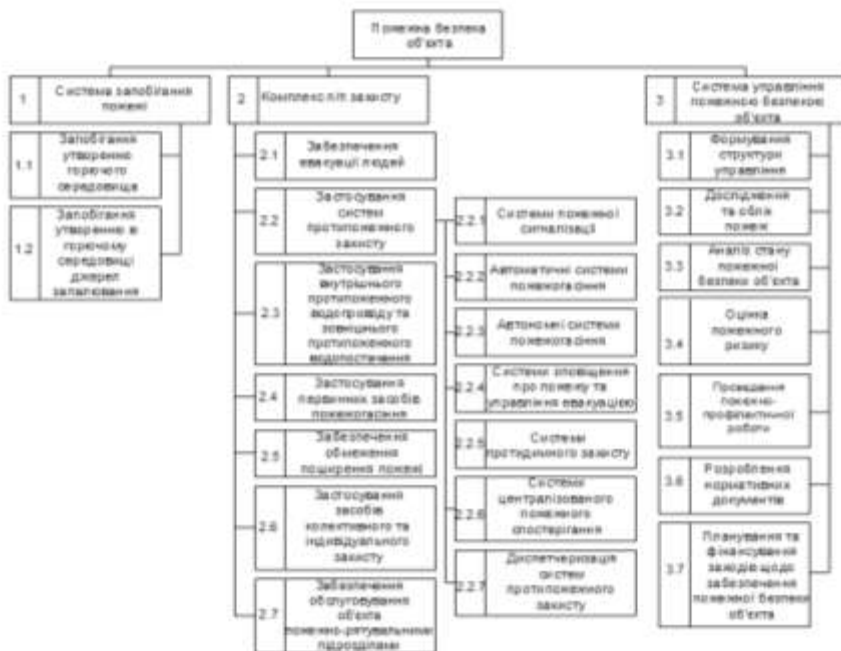 Пожежна безпека
об'єкта
1
Система запобігання
пожежі
1.1
Запобігання
утворенню
горючого
середовища
1.2
Запобігання
утворенню в
горючому
середовищі
джерел
запалювання
2
Комплекс п/п захисту
2.1
Забезпечення
евакуації людей
2.2
Застосування
систем
протипожежного
захисту
2.3
Застосування
внутрішнього
протипожежного
водопроводу та
зовнішнього
протипожежного
водопостачання
2.4
Застосування
первинних засобів
пожежогасіння
2.5
Забезпечення
обмеження
поширення пожежі
2.6
Застосування
засобів
колективного та
індивідуального
захисту
2.7
Забезпечення
обслуговування
об'єкта
пожежно-рятувальними
підрозділами
2.2.1
Системи пожежної
сигналізації
2.2.2
Автоматичні системи
пожежогасіння
2.2.3
Автономні системи
пожежогасіння
2.2.4
Системи оповіщення
про пожежу та
управління евакуацією
2.2.5
Системи
протидимного захисту
2.2.6
Системи
централізованого
пожежного
спостерігання
2.2.7
Диспетчеризація
систем
протипожежного
захисту
3
Система управління
пожежною безпекою
об'єкта
3.1
Формування
структури
управління
3.2
Дослідження
та облік
пожеж
3.3
Аналіз стану
пожежної
безпеки об'єкта
3.4
Оцінка
пожежного
ризику
3.5
Проведення
пожежно-
профілактичної
роботи
3.6
Розроблення
нормативних
документів
3.7
Планування та
фінансування
заходів щодо
забезпечення
пожежної безпеки
об'єкта